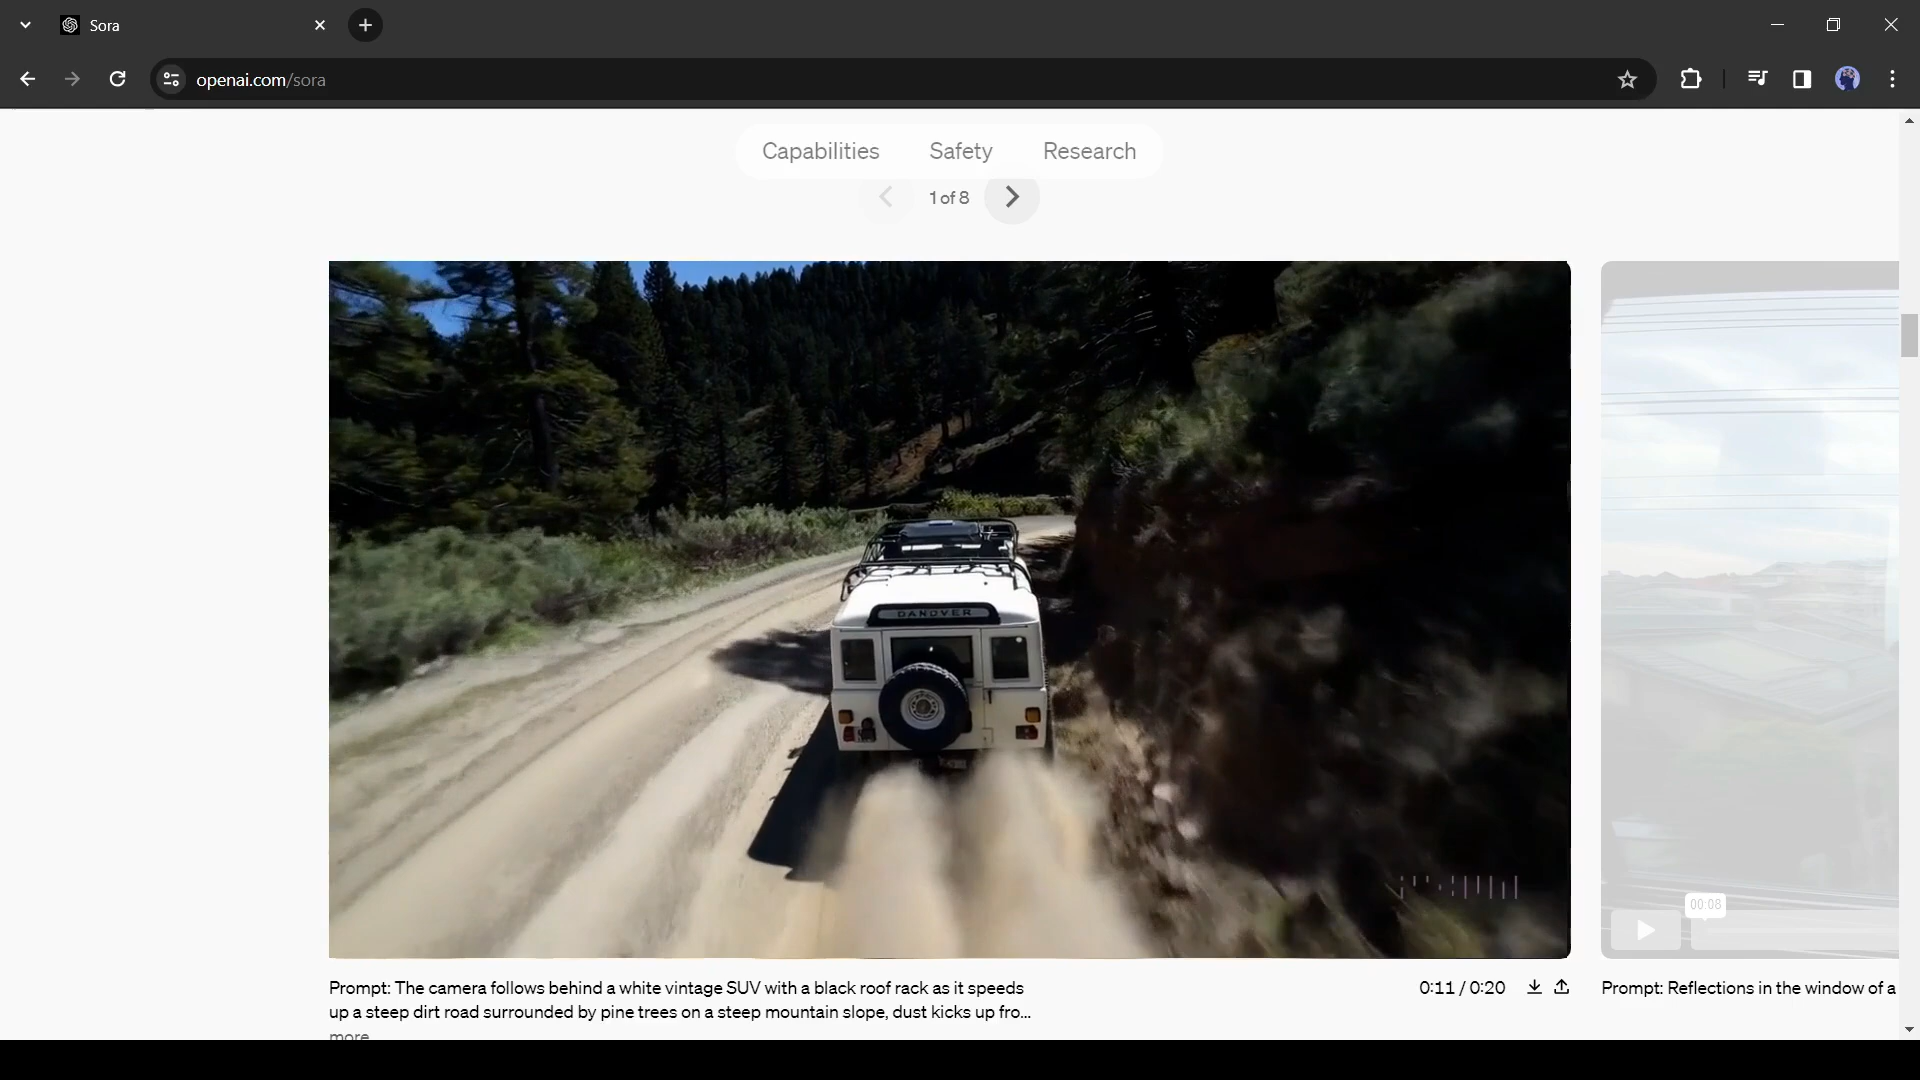 Sora
openai.com/sora
Capabilities Safety Research
1 of 8
DANOVER
00:08
Prompt: The camera follows behind a white vintage SUV with a black roof rack as it speeds
up a steep dirt road surrounded by pine trees on a steep mountain slope, dust kicks up fro...
more
0:11 / 0:20
Prompt: Reflections in the window of a